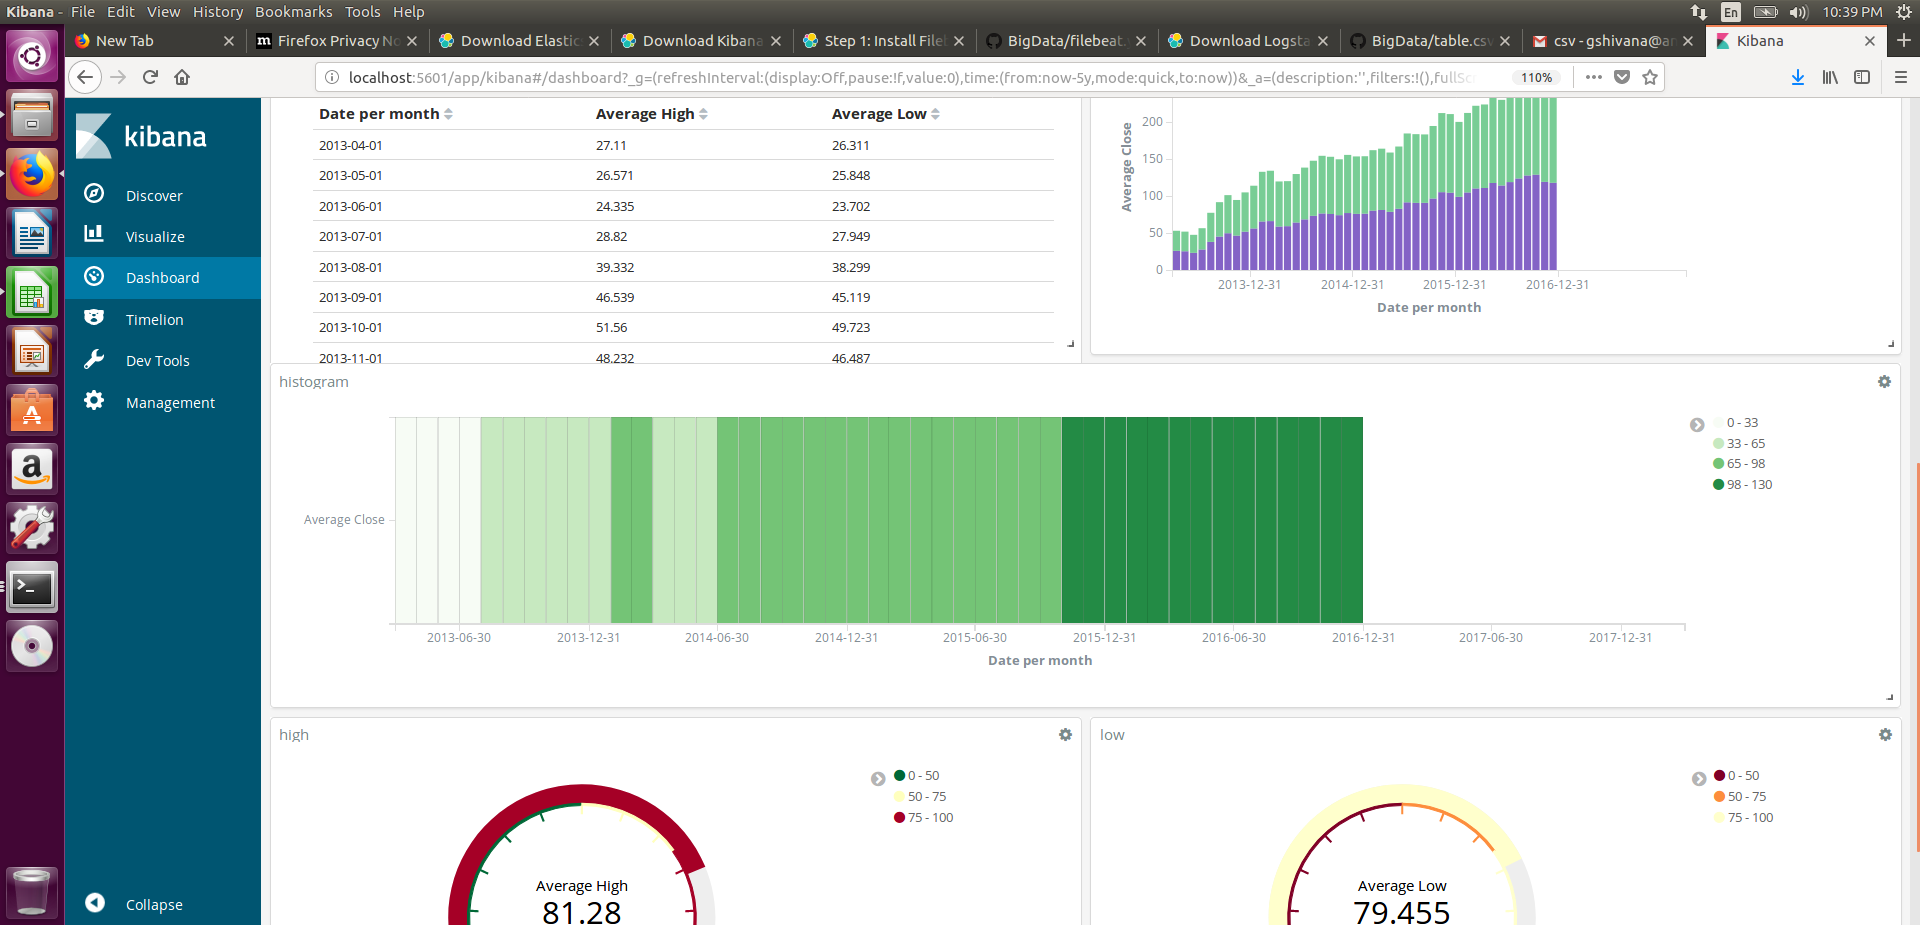 Kibana - File Edit View History Bookmarks Tools Help
En 10:39 PM
New Tab
Firefox Privacy No
Download Elastic
Download Kibana
Step 1: Install File
BigData/filebeat.y
Download Logsta
BigData/table.csv
csv - gshivana@an
Kibana
localhost:5601/app/kibana#/dashboard?_g=(refreshInterval:(display:Off,pause:!f,value:0),time:(from:now-5y,mode:quick,to:now))&_a=(description:'',filters:!(),fullSc
110%
kibana
Discover
Visualize
Dashboard
Timelion
Dev Tools
Management
Collapse
Date per month Average High Average Low
2013-04-01 27.11 26.311
2013-05-01 26.571 25.848
2013-06-01 24.335 23.702
2013-07-01 28.82 27.949
2013-08-01 39.332 38.299
2013-09-01 46.539 45.119
2013-10-01 51.56 49.723
2013-11-01 48.232 46.487
Average Close
200
150
100
50
0
2013-12-31 2014-12-31 2015-12-31 2016-12-31
Date per month
histogram
Average Close
0 - 33
33 - 65
65 - 98
98 - 130
2013-06-30 2013-12-31 2014-06-30 2014-12-31 2015-06-30 2015-12-31 2016-06-30 2016-12-31 2017-06-30 2017-12-31
Date per month
high
0 - 50
50 - 75
75 - 100
Average High
81.28
low
0 - 50
50 - 75
75 - 100
Average Low
79.455